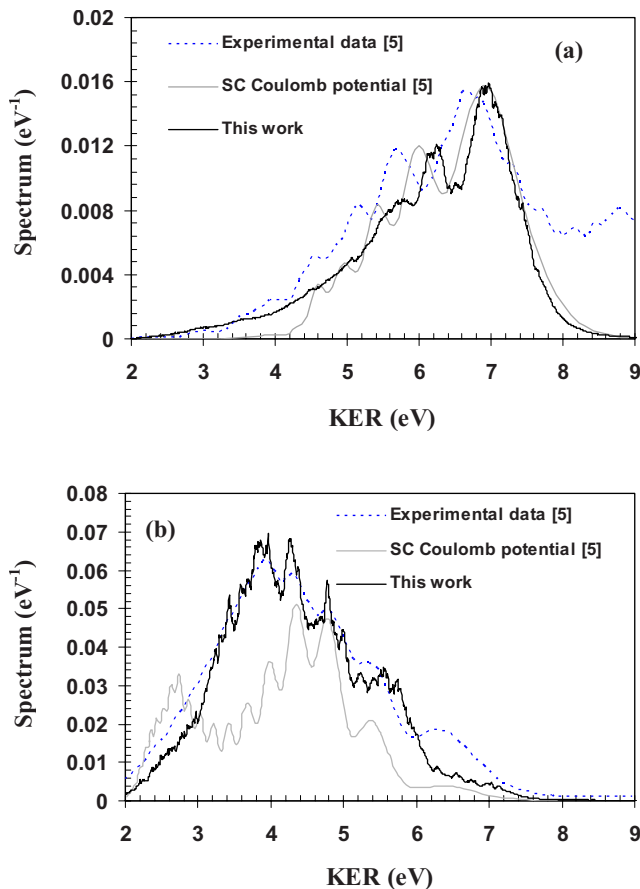 0.02
(a)
Experimental data [5]
0.016
SC Coulomb potential [5]
0.012
This work
0.008
0.004
0
Spectrum (eV⁻¹)
2 3 4 5 6 7 8 9
KER (eV)
0.08
(b)
Experimental data [5]
0.07
SC Coulomb potential [5]
0.06
This work
0.05
0.04
0.03
0.02
0.01
0
Spectrum (eV⁻¹)
2 3 4 5 6 7 8 9
KER (eV)